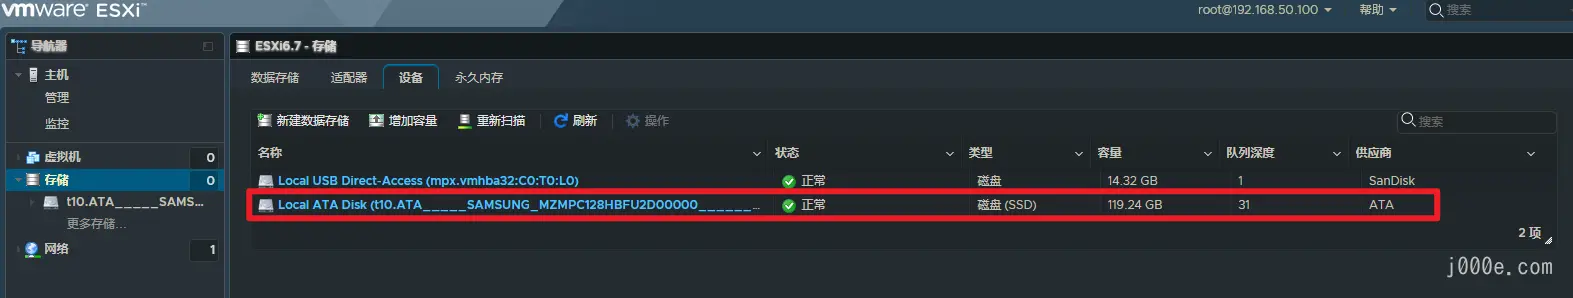 vmware ESXi™
root@192.168.50.100
帮助
搜索
导航器
主机
管理
监控
虚拟机 0
存储 0
t10.ATA_____SAMS...
更多存储...
网络 1
ESXi6.7 - 存储
数据存储 适配器 设备 永久内存
新建数据存储 增加容量 重新扫描 刷新 操作
搜索
名称 状态 类型 容量 队列深度 供应商
Local USB Direct-Access (mpx.vmhba32:C0:T0:L0) 正常 磁盘 14.32 GB 1 SanDisk
Local ATA Disk (t10.ATA_____SAMSUNG_MZMPC128HBFU2D00000______... 正常 磁盘 (SSD) 119.24 GB 31 ATA
2 项
j000e.com